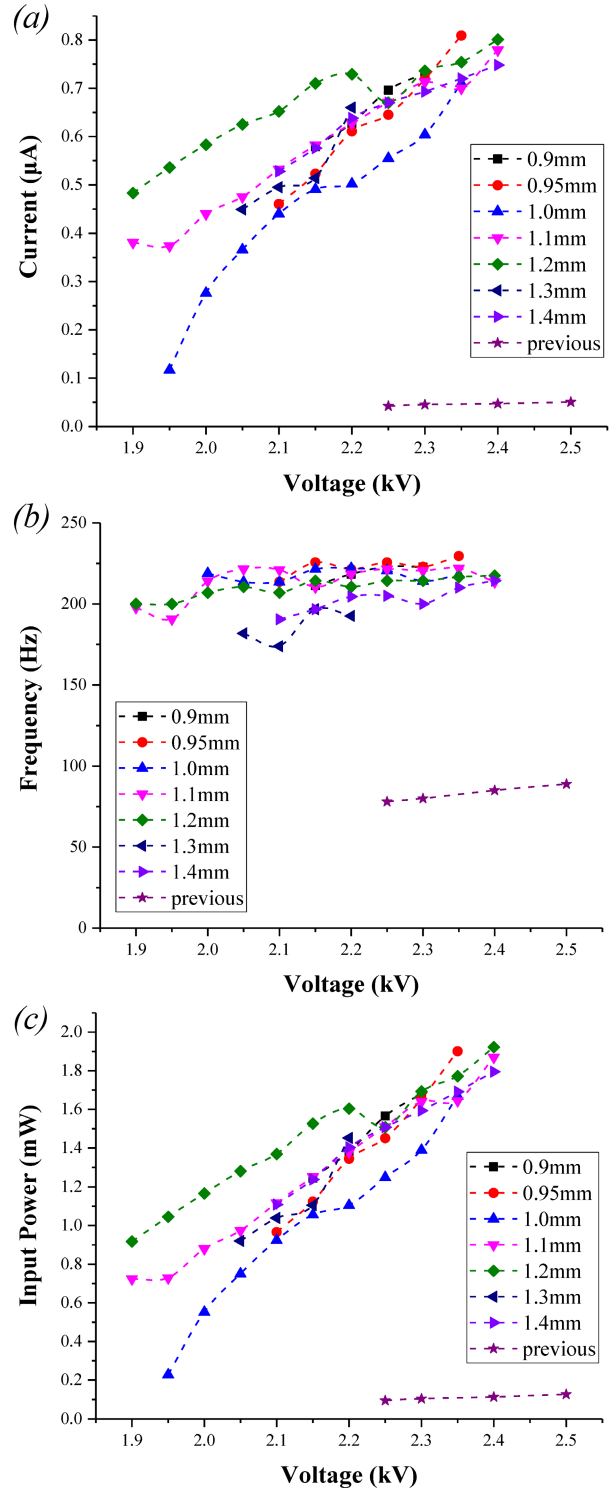 (a)
0.8
0.7
0.6
0.5
0.4
0.3
0.2
0.1
0.0
Current (μA)
0.9mm
0.95mm
1.0mm
1.1mm
1.2mm
1.3mm
1.4mm
previous
1.9 2.0 2.1 2.2 2.3 2.4 2.5
Voltage (kV)
(b)
250
200
150
100
50
0
Frequency (Hz)
0.9mm
0.95mm
1.0mm
1.1mm
1.2mm
1.3mm
1.4mm
previous
1.9 2.0 2.1 2.2 2.3 2.4 2.5
Voltage (kV)
(c)
2.0
1.8
1.6
1.4
1.2
1.0
0.8
0.6
0.4
0.2
0.0
Input Power (mW)
0.9mm
0.95mm
1.0mm
1.1mm
1.2mm
1.3mm
1.4mm
previous
1.9 2.0 2.1 2.2 2.3 2.4 2.5
Voltage (kV)